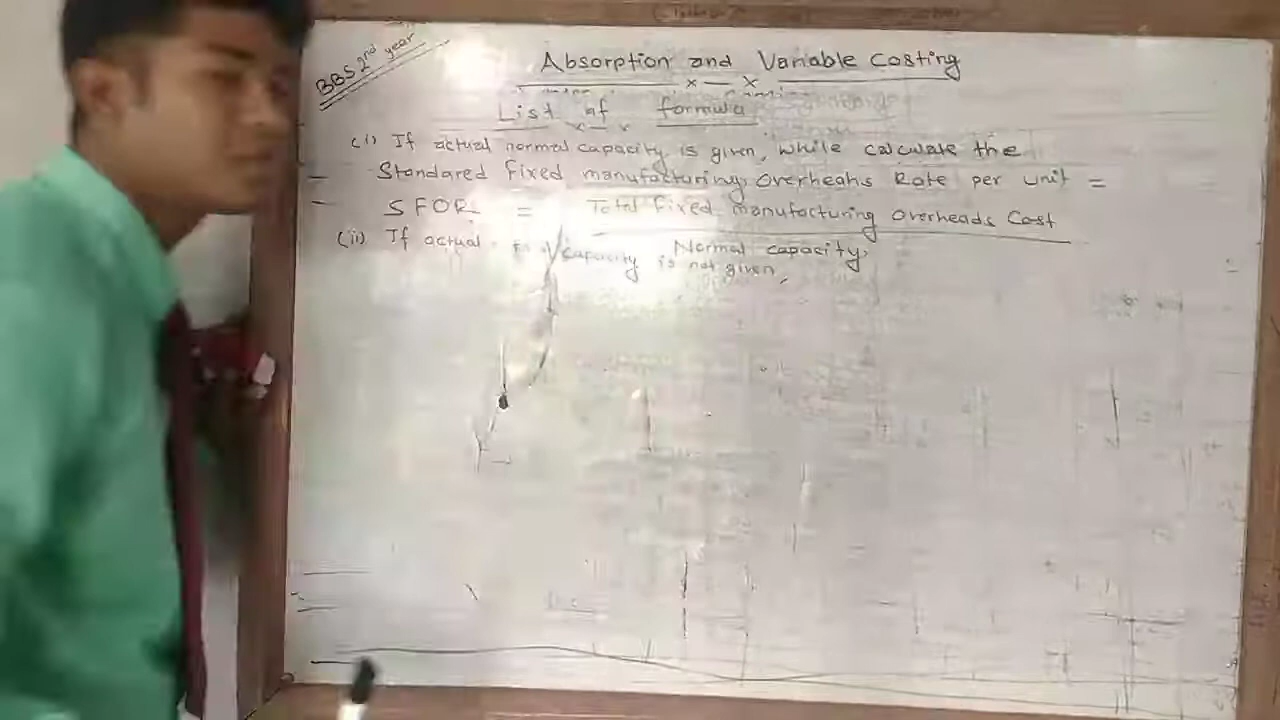 BBS 2nd year
Absorption and Variable Costing
List of formula
(i) If actual normal capacity is given, while calculate the
Standared fixed manufacturing overheahs Rate per unit =
SFOR = Total fixed manufacturing overheads Cost
Normal capacity
(ii) If actual capacity is not given,